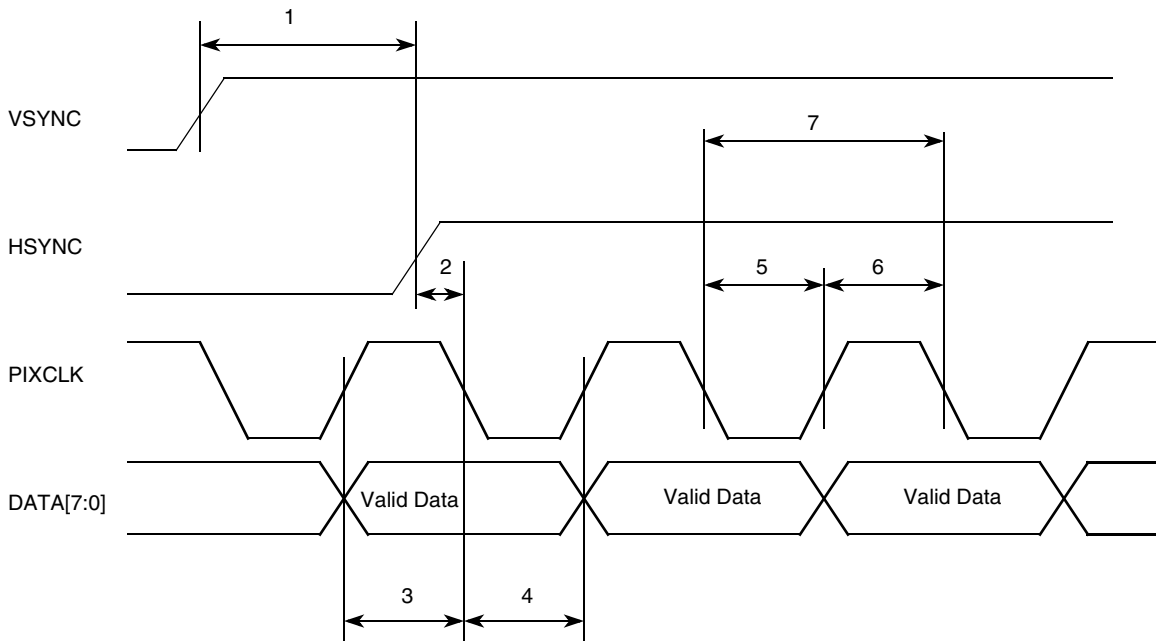 1
VSYNC
7
HSYNC
2
5
6
PIXCLK
DATA[7:0]
Valid Data
Valid Data
Valid Data
3
4